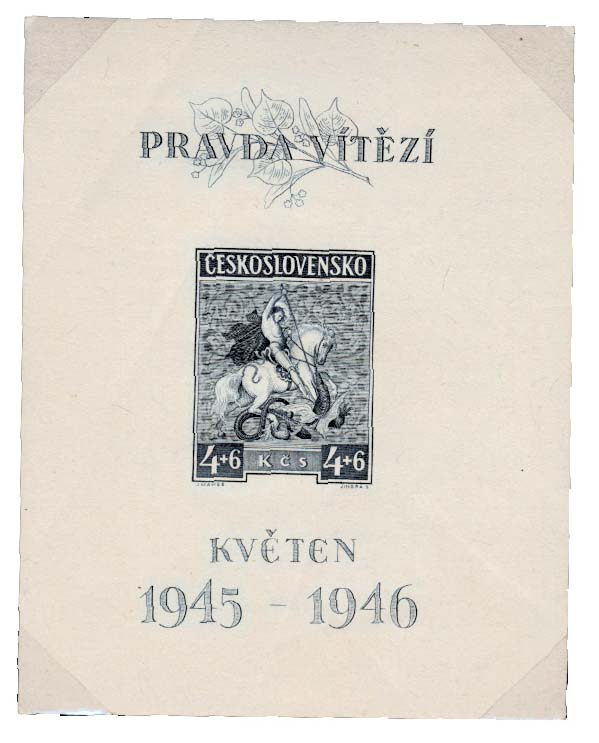 PRAVDA VÍTĚZÍ
ČESKOSLOVENSKO
4+6 KČS 4+6
KVĚTEN
1945 - 1946